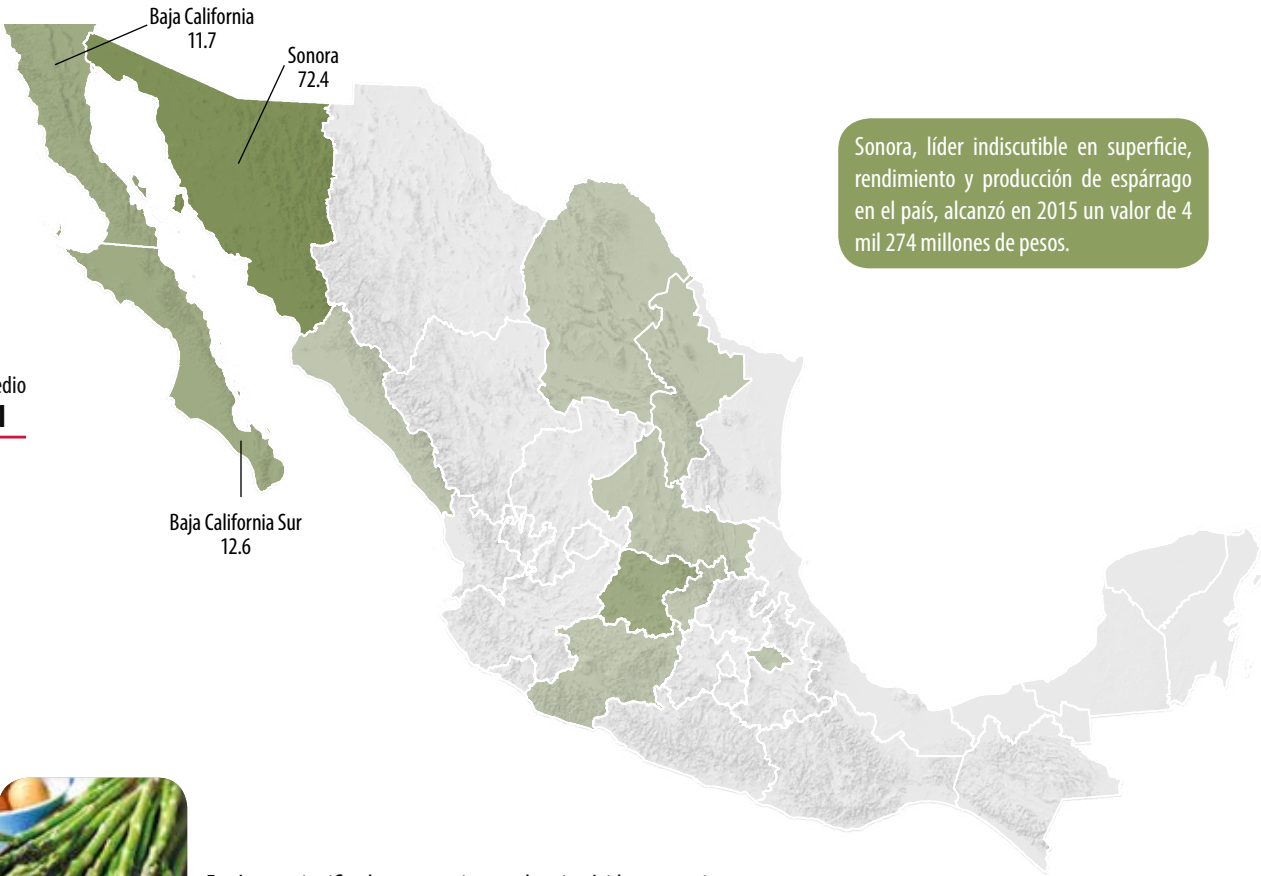 Baja California
11.7
Sonora
72.4
Sonora, líder indiscutible en superficie,
rendimiento y producción de espárrago
en el país, alcanzó en 2015 un valor de 4
mil 274 millones de pesos.
Baja California Sur
12.6